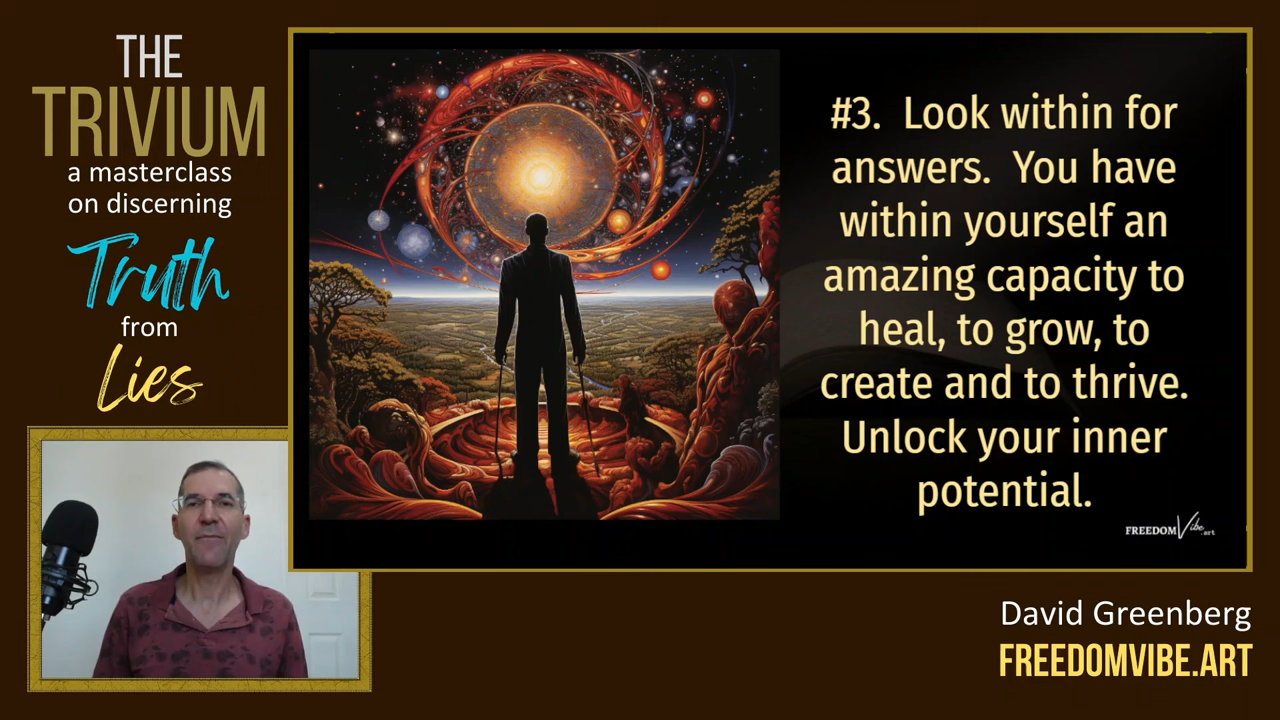 THE
TRIVIUM
a masterclass
on discerning
Truth
from
Lies
#3. Look within for
answers. You have
within yourself an
amazing capacity to
heal, to grow, to
create and to thrive.
Unlock your inner
potential.
FREEDOMVibe.art
David Greenberg
FREEDOMVIBE.ART